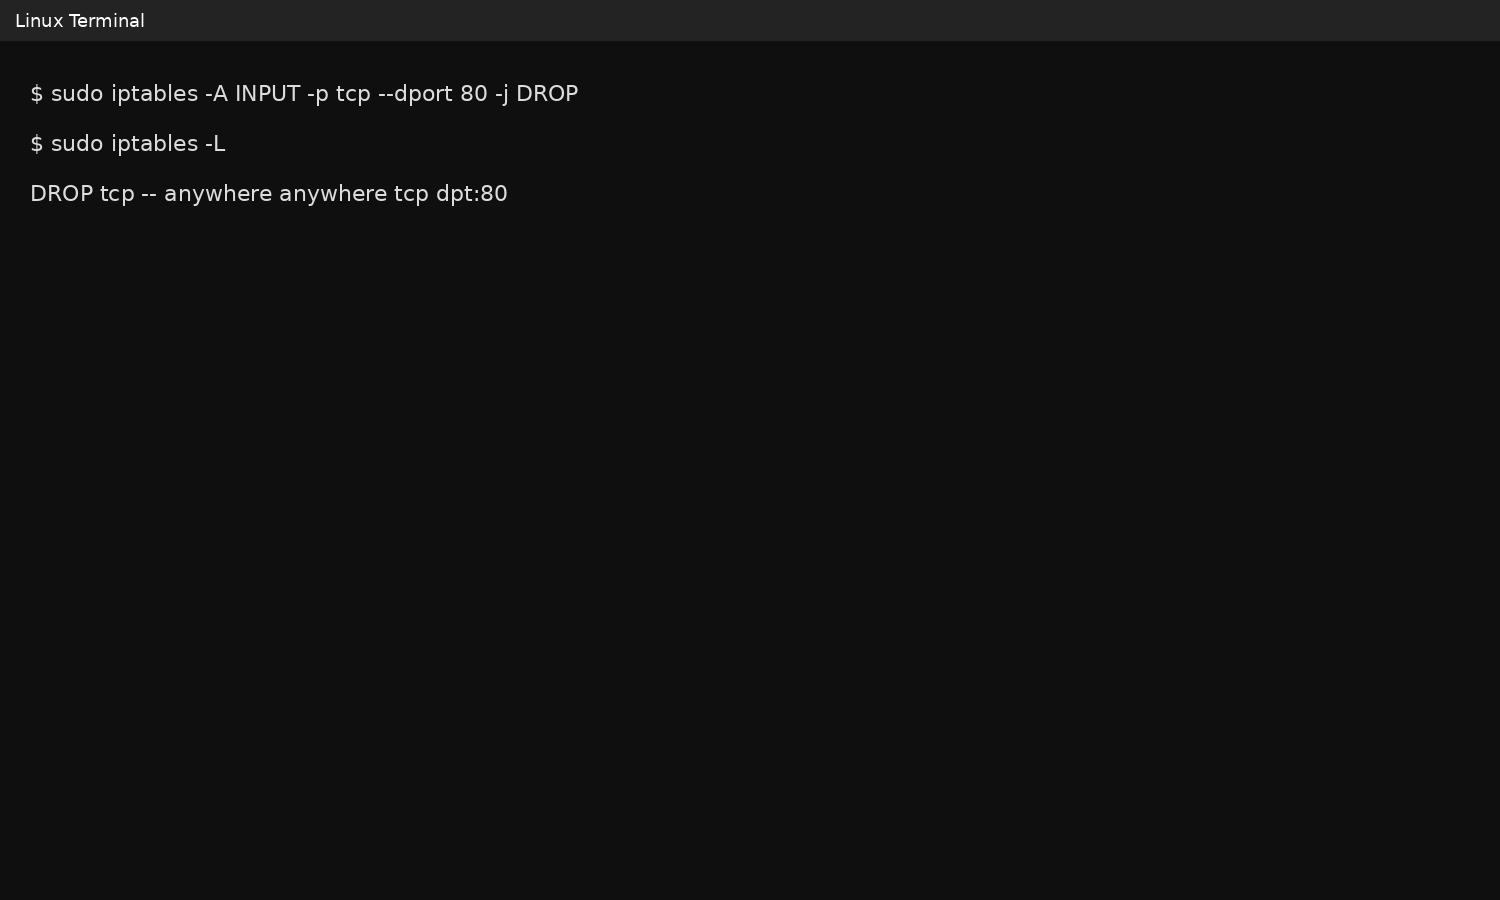 Linux Terminal
$ sudo iptables -A INPUT -p tcp --dport 80 -j DROP
$ sudo iptables -L
DROP tcp -- anywhere anywhere tcp dpt:80